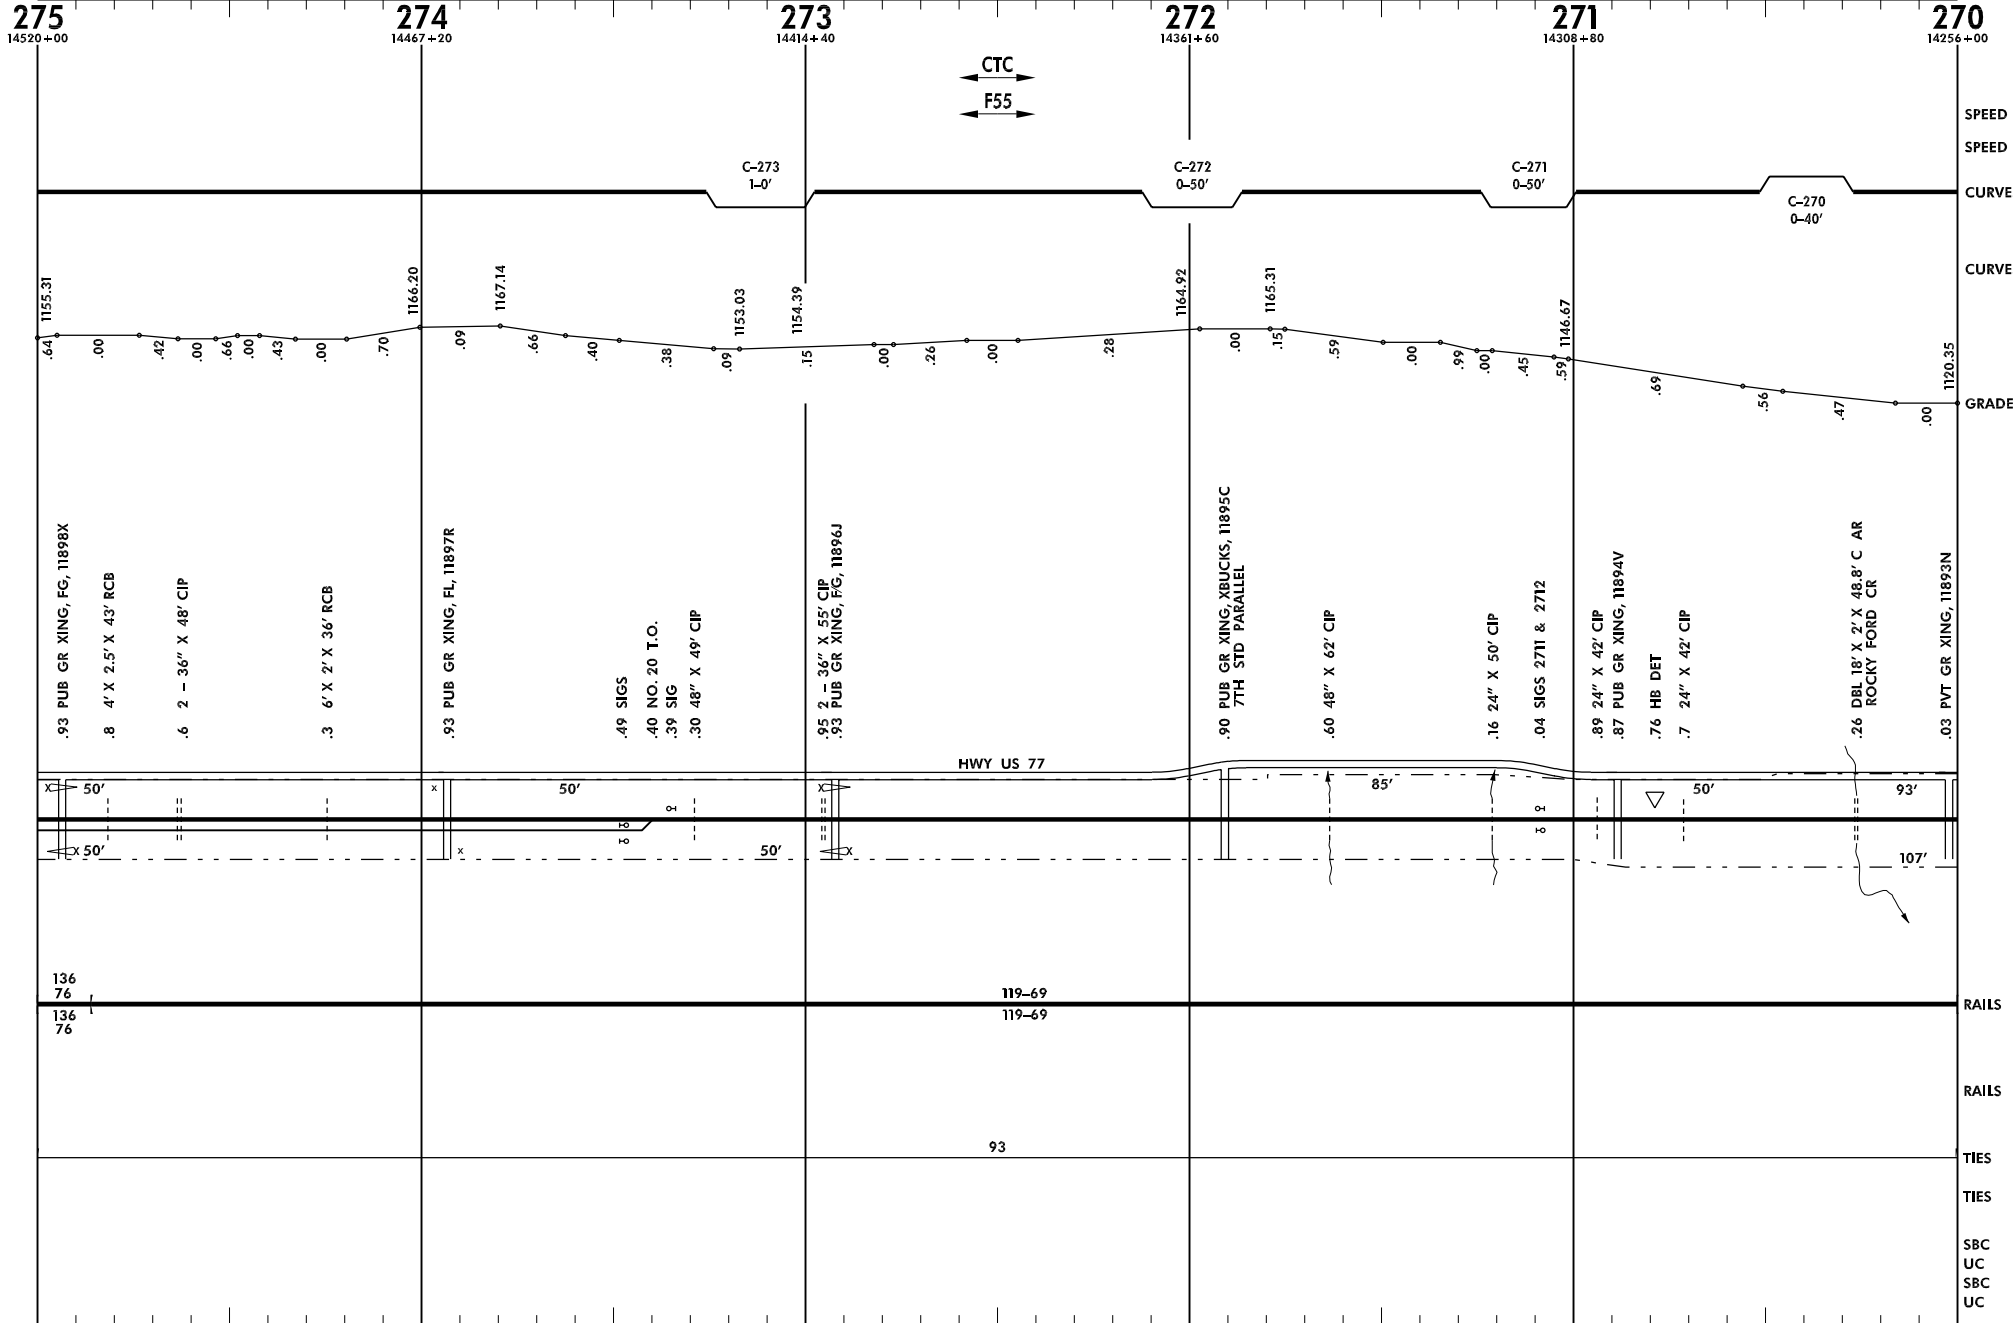 275 274 273 272 271 270
14520+00 14467+20 14414+40 14361+60 14308+80 14256+00
CTC
F55
SPEED
SPEED
C-273
1-0'
C-272
0-50'
C-271
0-50'
C-270
0-40'
CURVE
CURVE
1155.31
1166.20
1167.14
1153.03
1154.39
1164.92
1165.31
1146.67
1120.35
.64
.00
.42
.00
.66
.00
.43
.00
.70
.09
.66
.40
.38
.09
.15
.00
.26
.00
.28
.00
.15
.59
.00
.99
.00
.45
.59
.69
.56
.47
.00
GRADE
.93 PUB GR XING, FG, 11898X
.8 4' X 2.5' X 43' RCB
.6 2 - 36" X 48' CIP
.3 6' X 2' X 36' RCB
.93 PUB GR XING, FL, 11897R
.49 SIGS
.40 NO. 20 T.O.
.39 SIG
.30 48" X 49' CIP
.95 2 - 36" X 55' CIP
.93 PUB GR XING, F/G, 11896J
.90 PUB GR XING, XBUCKS, 11895C
7TH STD PARALLEL
.60 48" X 62' CIP
.16 24" X 50' CIP
.04 SIGS 2711 & 2712
.89 24" X 42' CIP
.87 PUB GR XING, 11894V
.76 HB DET
.7 24" X 42' CIP
.26 DBL 18' X 2' X 48.8' C AR
ROCKY FORD CR
.03 PVT GR XING, 11893N
HWY US 77
X 50' x 50' X 85' 50' 93'
X 50' x 50' X 107'
136
76
119-69
RAILS
136
76
119-69
RAILS
93
TIES
TIES
SBC
UC
SBC
UC